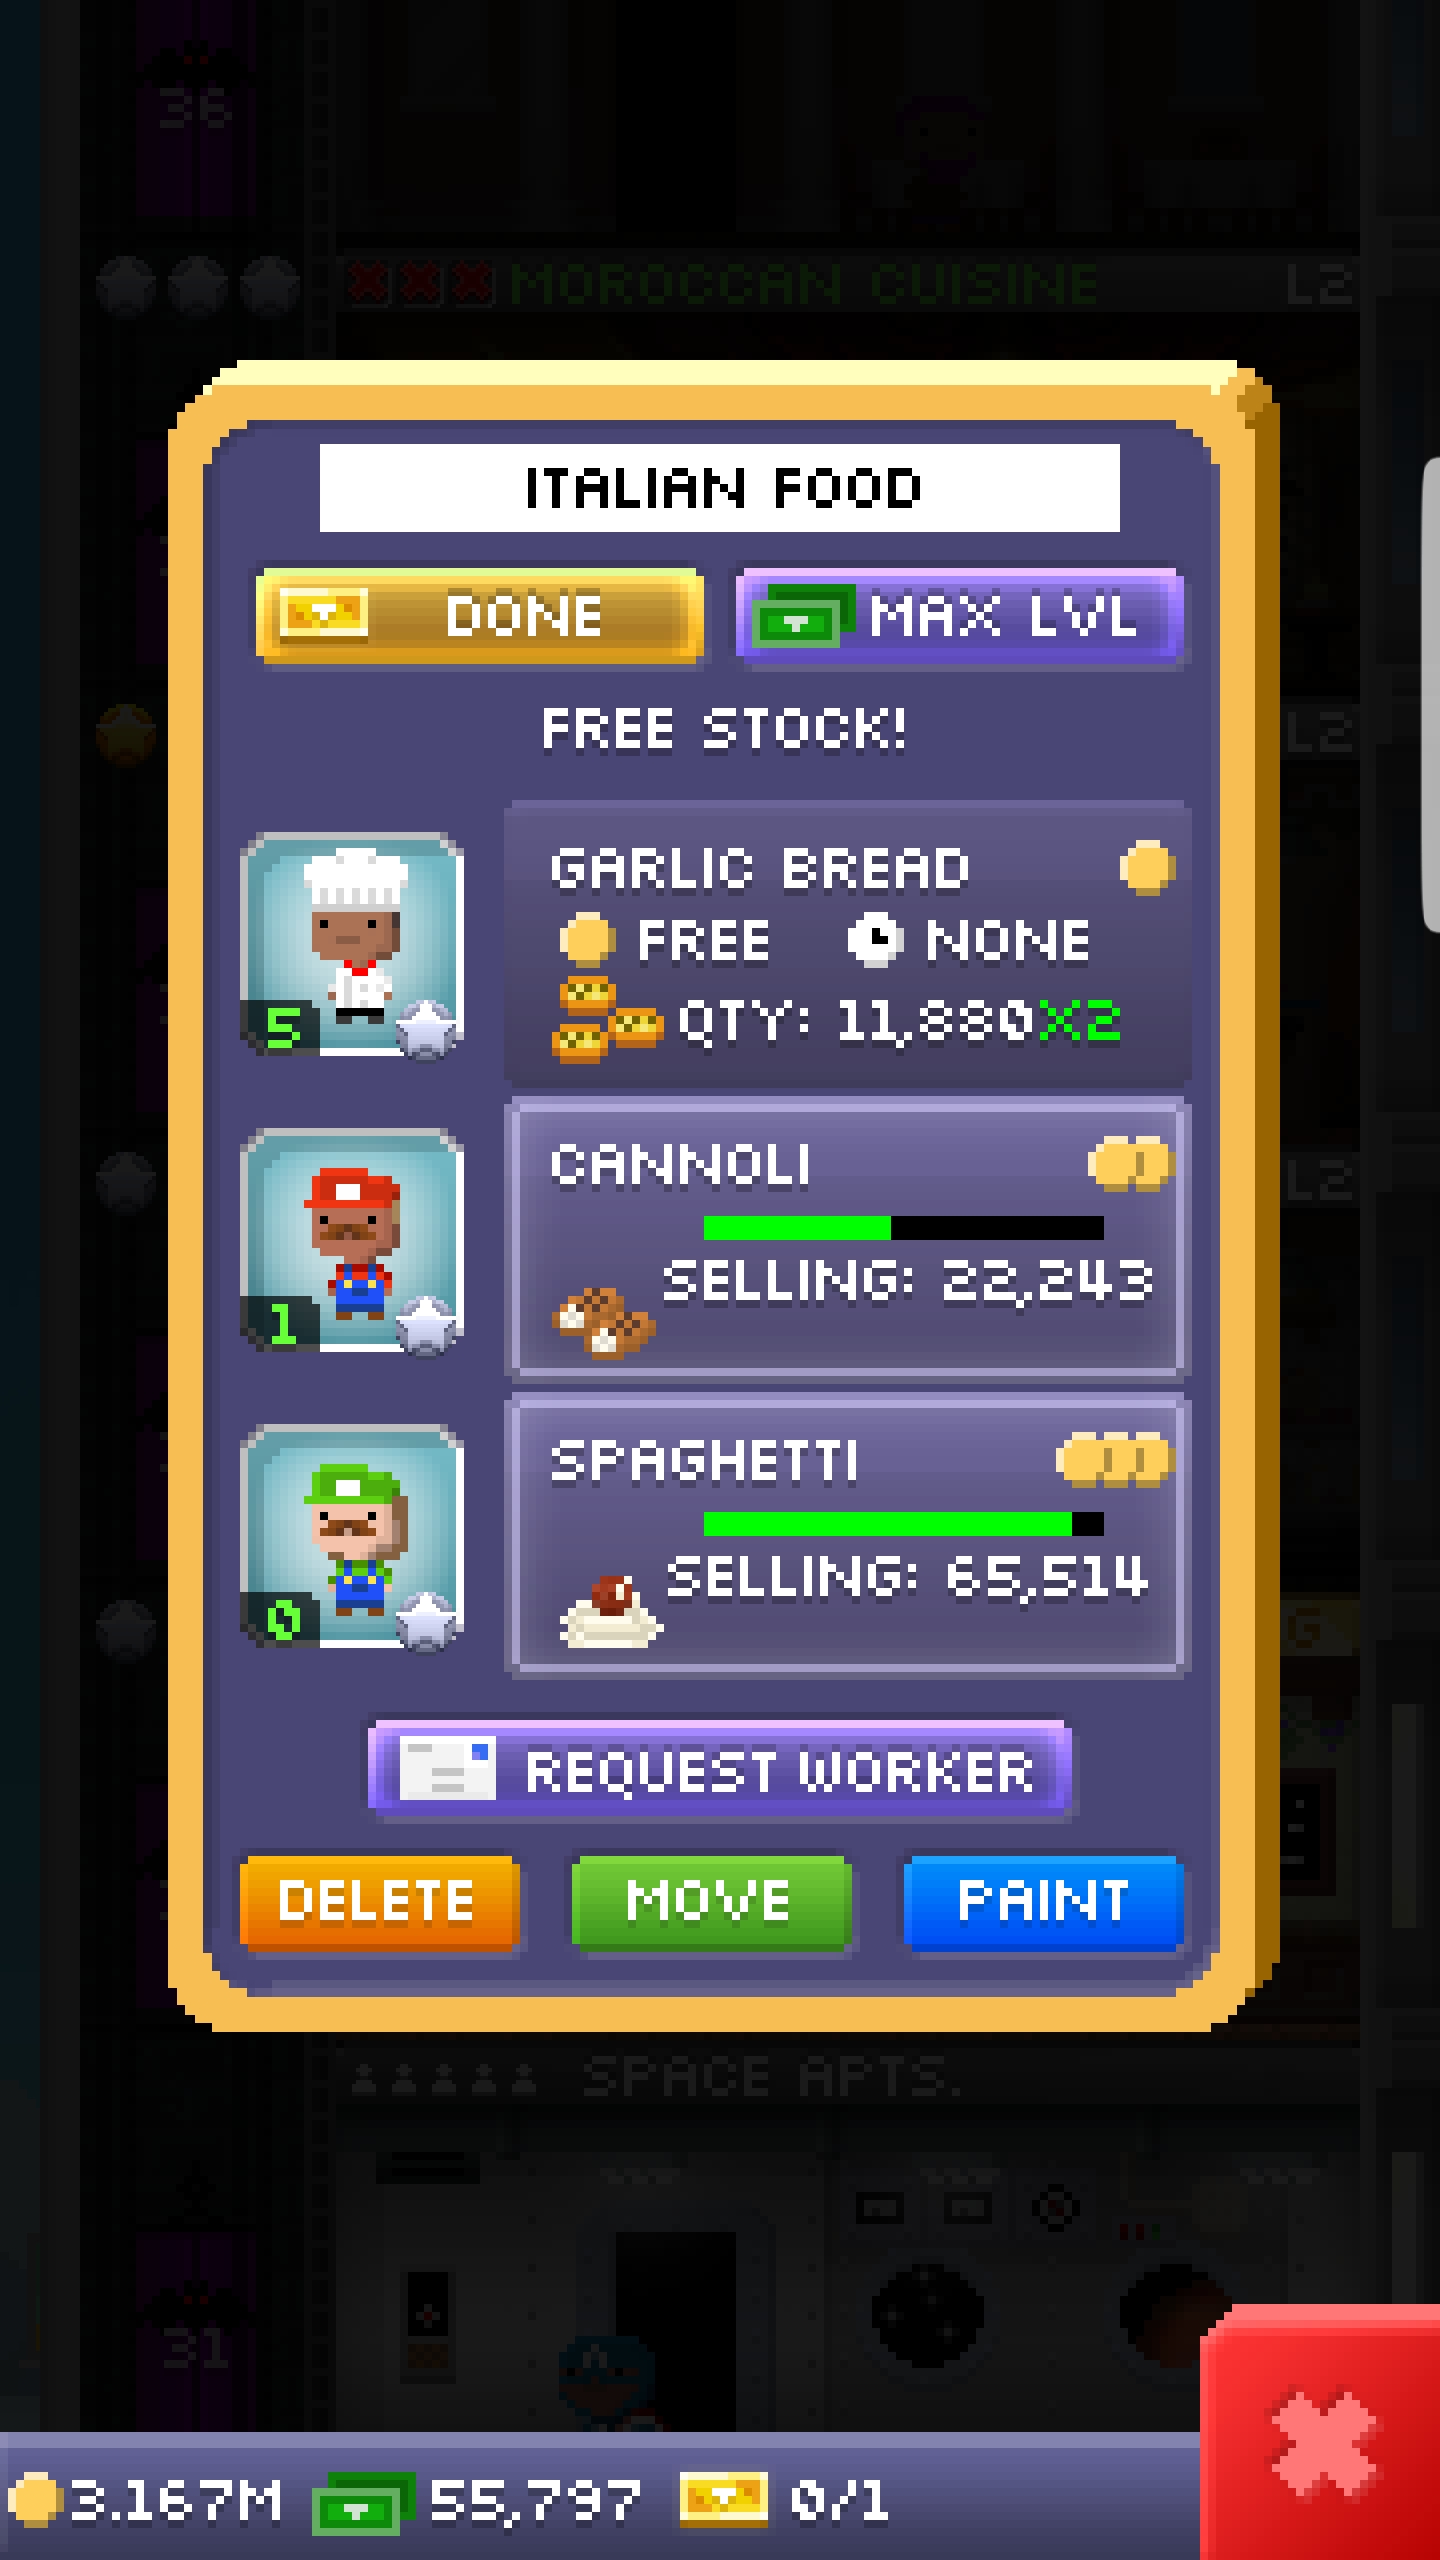 36
MOROCCAN CUISINE L2
ITALIAN FOOD
DONE MAX LVL
FREE STOCK!
L2
GARLIC BREAD
FREE NONE
5 QTY: 11,880X2
CANNOLI
L2
SELLING: 22,243
1
SPAGHETTI
SELLING: 65,514
0
REQUEST WORKER
DELETE MOVE PAINT
SPACE APTS.
31
3.167M 55,797 0/1